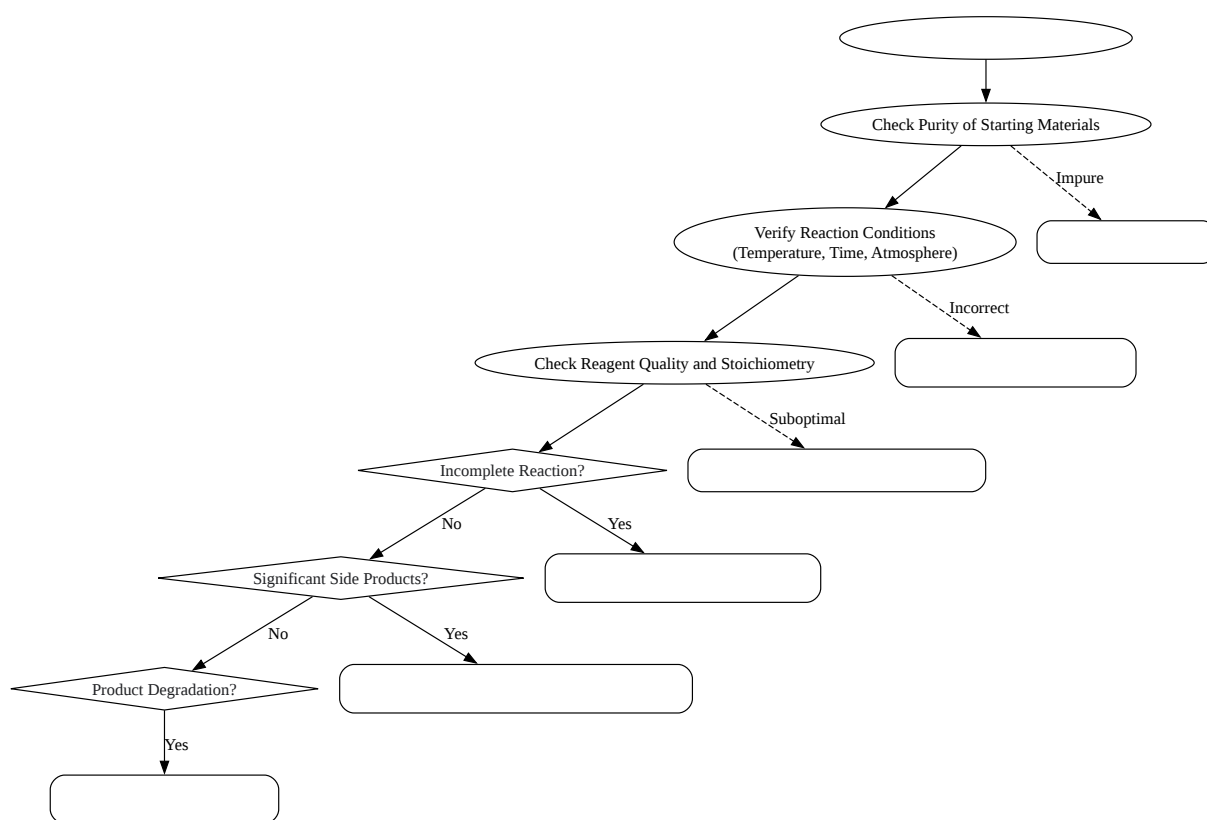 Check Purity of Starting Materials
Impure
Verify Reaction Conditions
(Temperature, Time, Atmosphere)
Incorrect
Check Reagent Quality and Stoichiometry
Suboptimal
Incomplete Reaction?
No
Yes
Significant Side Products?
No
Yes
Product Degradation?
Yes